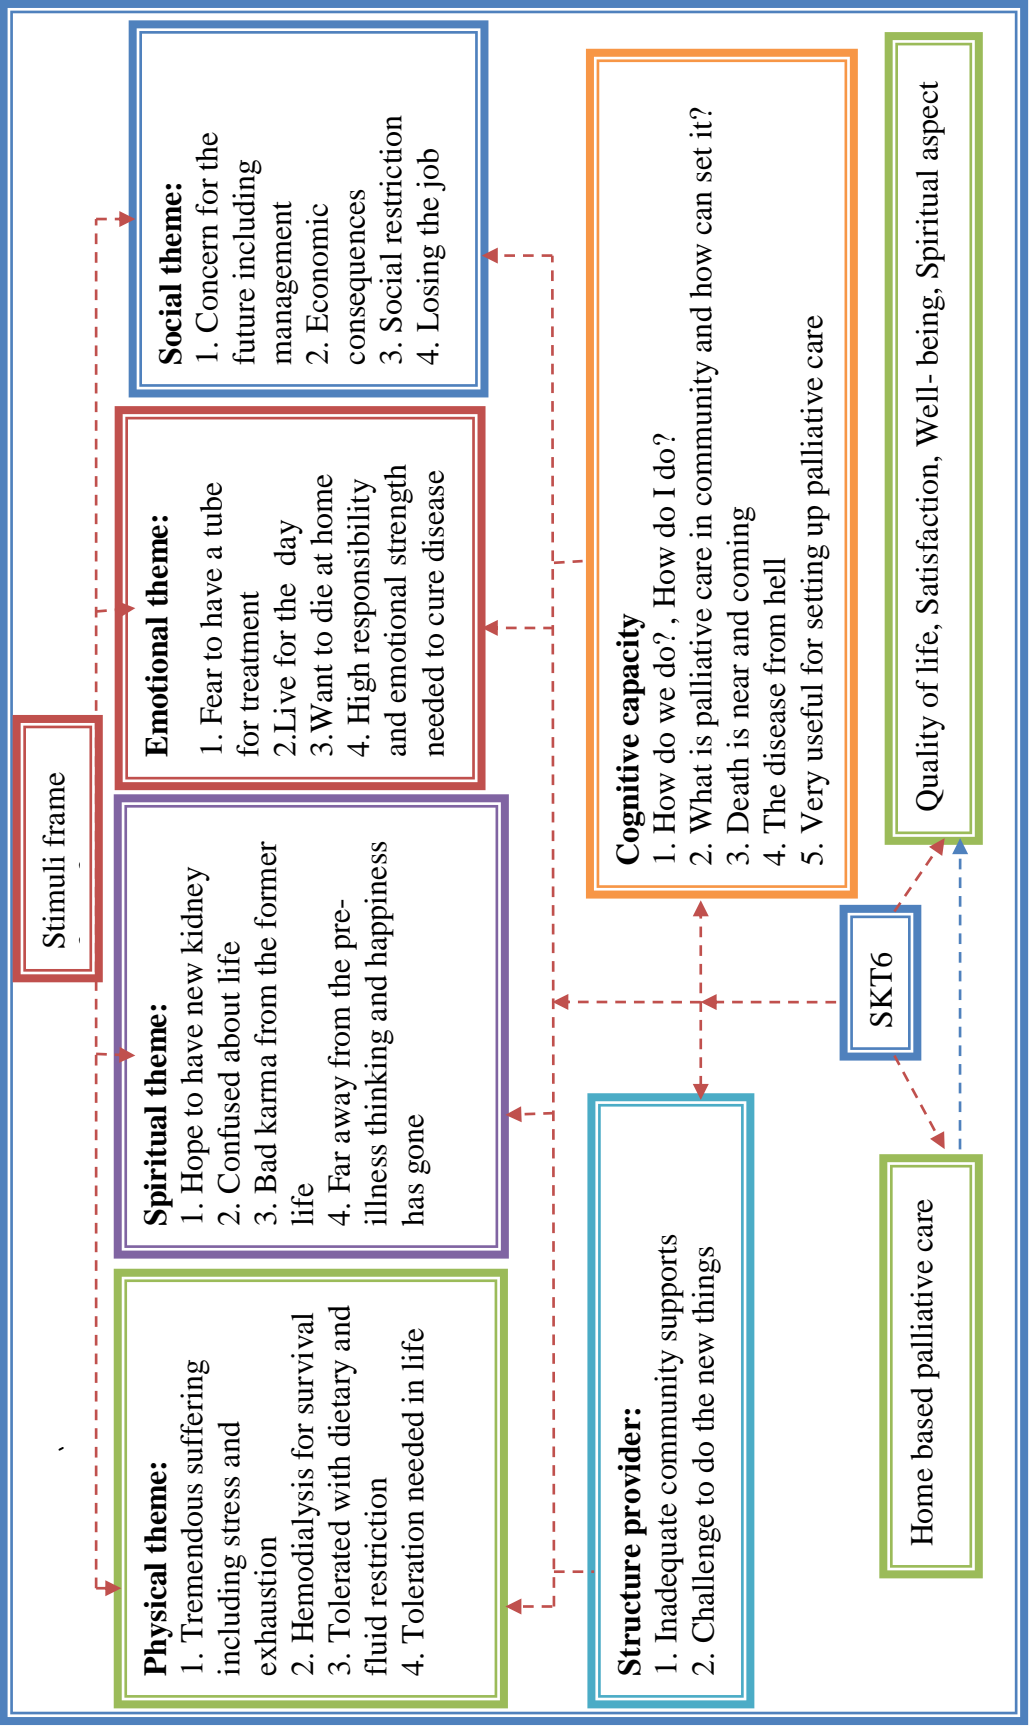 Stimuli frame
Physical theme:
1. Tremendous suffering
including stress and
exhaustion
2. Hemodialysis for survival
3. Tolerated with dietary and
fluid restriction
4. Toleration needed in life
Spiritual theme:
1. Hope to have new kidney
2. Confused about life
3. Bad karma from the former
life
4. Far away from the pre-
illness thinking and happiness
has gone
Emotional theme:
1. Fear to have a tube
for treatment
2.Live for the day
3.Want to die at home
4. High responsibility
and emotional strength
needed to cure disease
Social theme:
1. Concern for the
future including
management
2. Economic
consequences
3. Social restriction
4. Losing the job
Structure provider:
1. Inadequate community supports
2. Challenge to do the new things
Cognitive capacity
1. How do we do? , How do I do?
2. What is palliative care in community and how can set it?
3. Death is near and coming
4. The disease from hell
5. Very useful for setting up palliative care
SKT6
Home based palliative care
Quality of life, Satisfaction, Well- being, Spiritual aspect